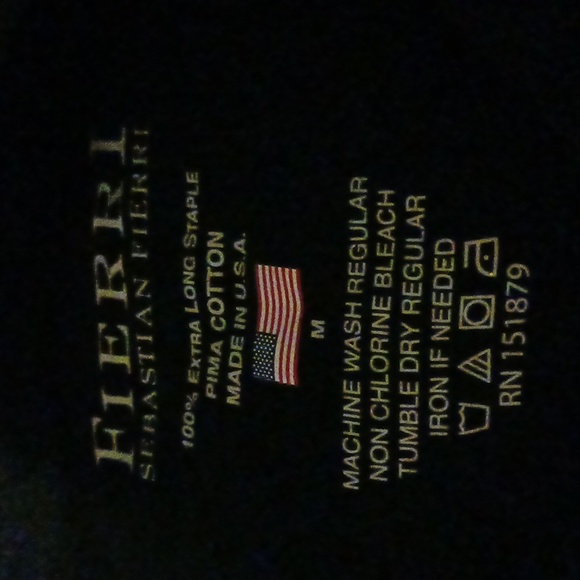 FIERRI
SEBASTIAN FIERRI
100% EXTRA LONG STAPLE
PIMA COTTON
MADE IN U.S.A.
M
MACHINE WASH REGULAR
NON CHLORINE BLEACH
TUMBLE DRY REGULAR
IRON IF NEEDED
RN 151879